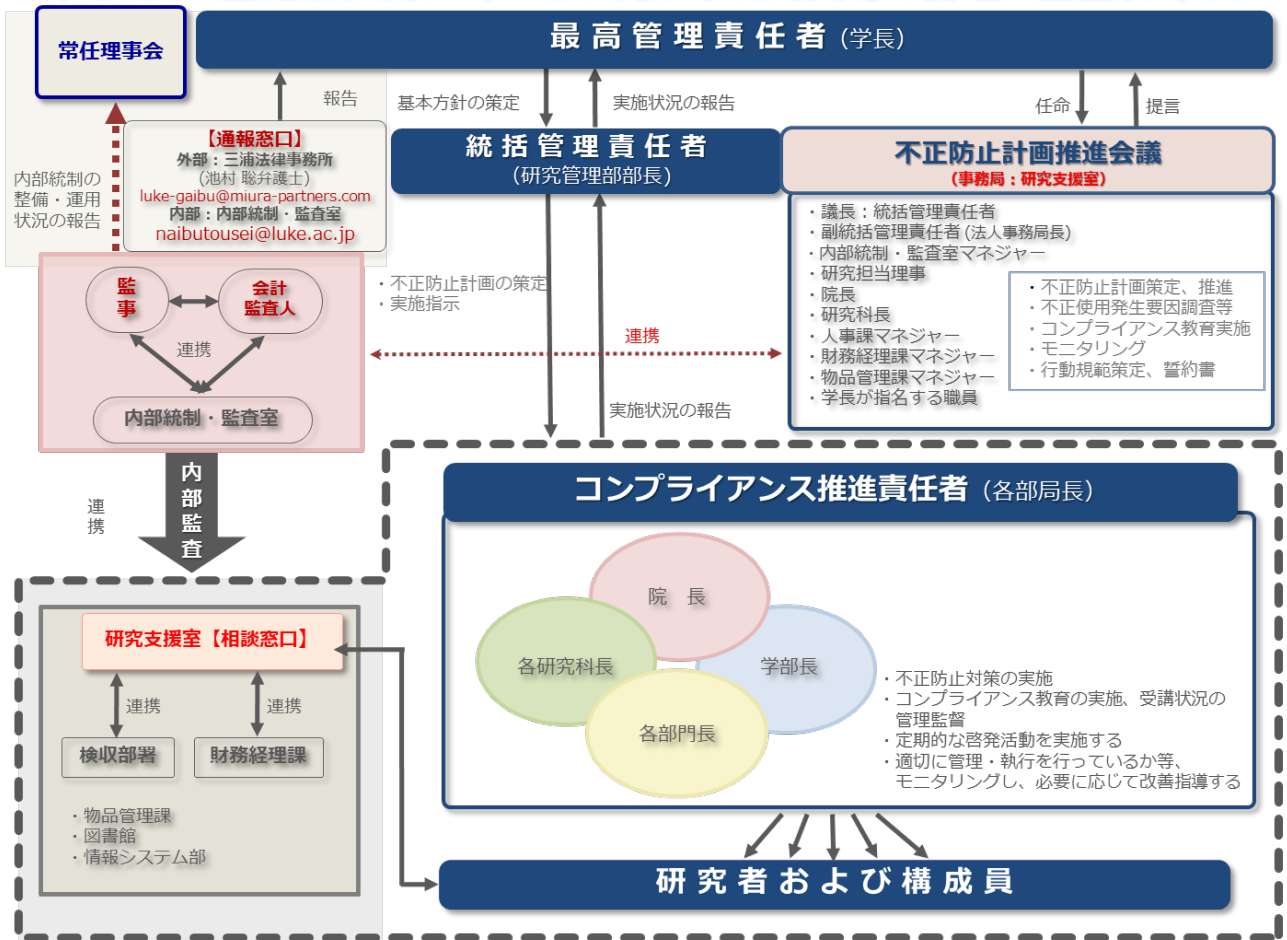 常任理事会
最高管理責任者（学長）
報告
基本方針の策定
実施状況の報告
任命
提言
【通報窓口】
外部：三浦法律事務所
（池村 聡弁護士）
luke-gaibu@miura-partners.com
内部：内部統制・監査室
naibutousei@luke.ac.jp
内部統制の
整備・運用
状況の報告
統括管理責任者
（研究管理部部長）
不正防止計画推進会議
（事務局：研究支援室）
・議長：統括管理責任者
・副統括管理責任者（法人事務局長）
・内部統制・監査室マネジャー
・研究担当理事
・院長
・研究科長
・人事課マネジャー
・財務経理課マネジャー
・物品管理課マネジャー
・学長が指名する職員
・不正防止計画策定、推進
・不正使用発生要因調査等
・コンプライアンス教育実施
・モニタリング
・行動規範策定、誓約書
監
事
会計
監査人
連携
内部統制・監査室
・不正防止計画の策定
・実施指示
連携
実施状況の報告
内
部
監
査
連
携
コンプライアンス推進責任者（各部局長）
院　長
各研究科長
学部長
各部門長
・不正防止対策の実施
・コンプライアンス教育の実施、受講状況の
管理監督
・定期的な啓発活動を実施する
・適切に管理・執行を行っているか等、
モニタリングし、必要に応じて改善指導する
研究支援室【相談窓口】
連携
連携
検収部署
財務経理課
・物品管理課
・図書館
・情報システム部
研究者および構成員